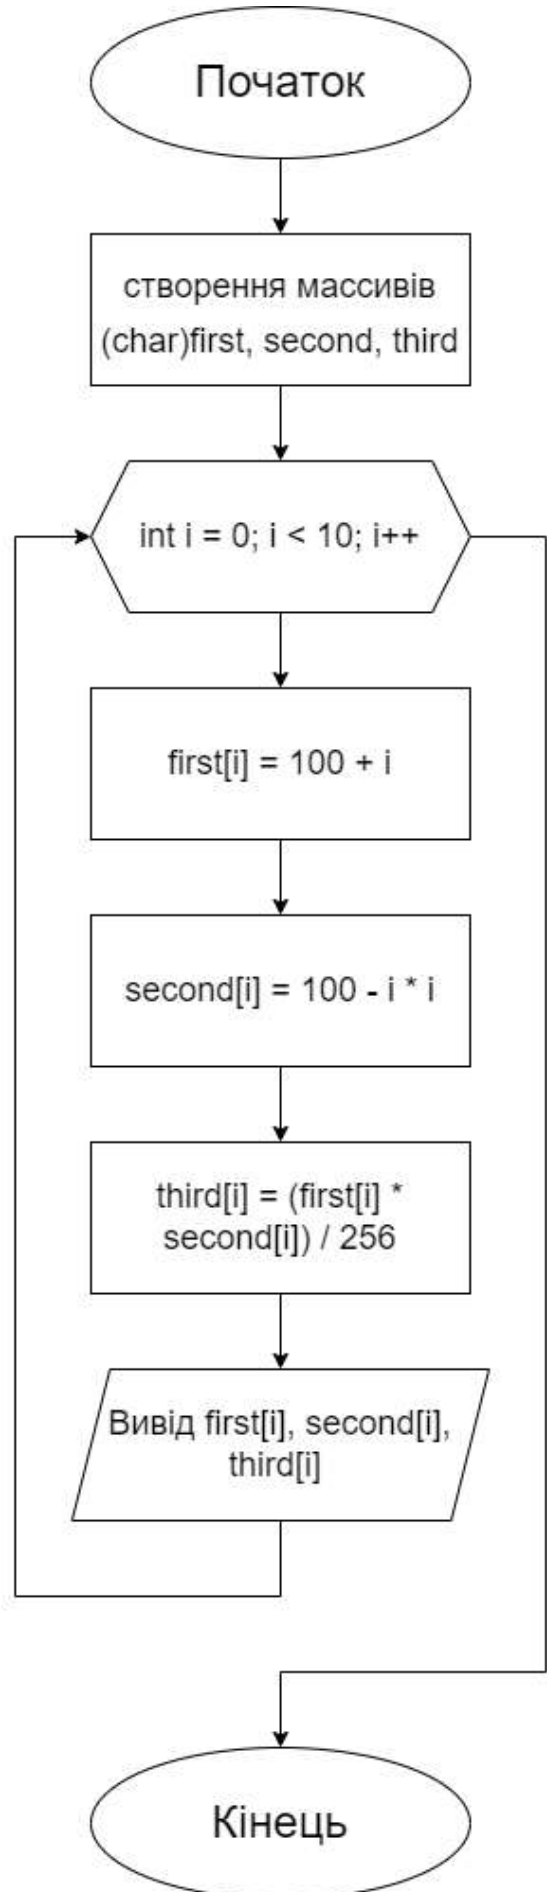 Початок
створення массивів
(char)first, second, third
int i = 0; i < 10; i++
first[i] = 100 + i
second[i] = 100 - i * i
third[i] = (first[i] *
second[i]) / 256
Вивід first[i], second[i],
third[i]
Кінець